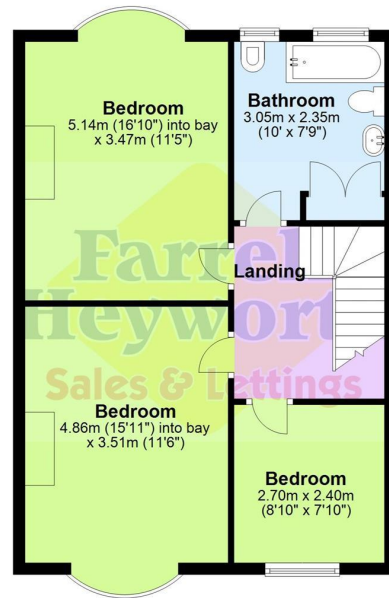 Bedroom
5.14m (16'10") into bay
x 3.47m (11'5")
Bathroom
3.05m x 2.35m
(10' x 7'9")
Landing
Farrel
Heywort
Sales & Lettings
Bedroom
4.86m (15'11") into bay
x 3.51m (11'6")
Bedroom
2.70m x 2.40m
(8'10" x 7'10")